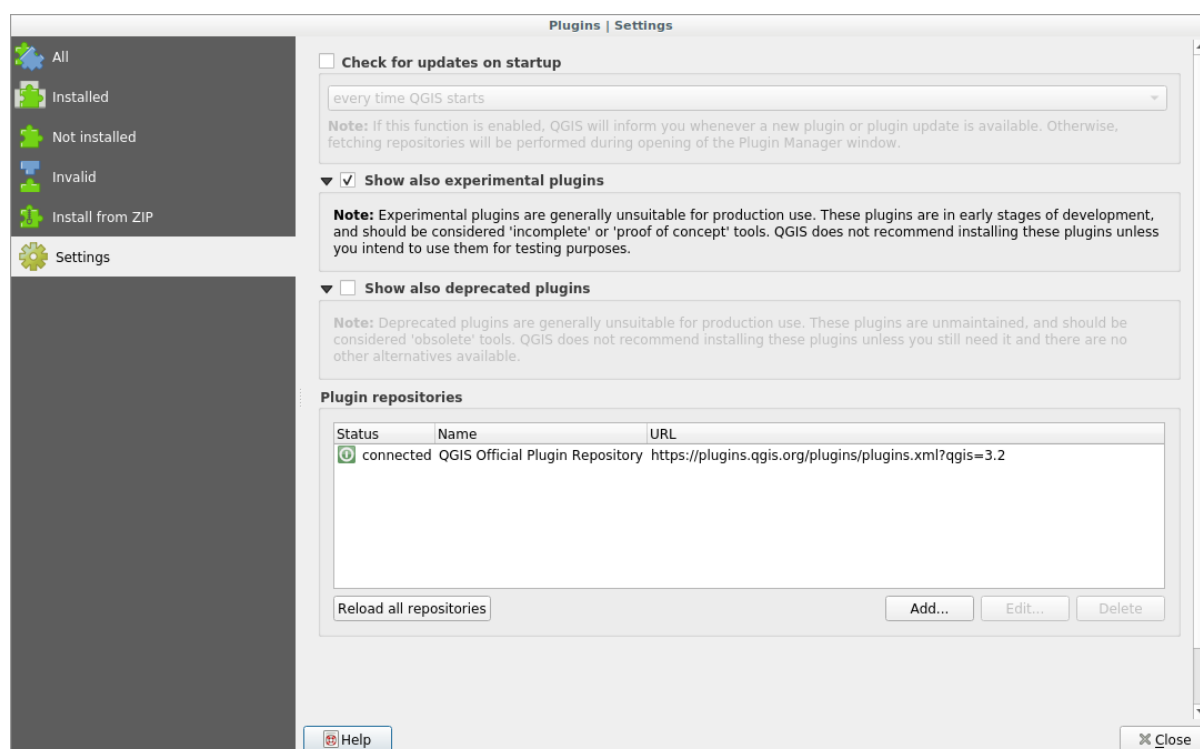 Plugins | Settings
All
Installed
Not installed
Invalid
Install from ZIP
Settings
Check for updates on startup
every time QGIS starts
Note: If this function is enabled, QGIS will inform you whenever a new plugin or plugin update is available. Otherwise,
fetching repositories will be performed during opening of the Plugin Manager window.
Show also experimental plugins
Note: Experimental plugins are generally unsuitable for production use. These plugins are in early stages of development,
and should be considered 'incomplete' or 'proof of concept' tools. QGIS does not recommend installing these plugins unless
you intend to use them for testing purposes.
Show also deprecated plugins
Note: Deprecated plugins are generally unsuitable for production use. These plugins are unmaintained, and should be
considered 'obsolete' tools. QGIS does not recommend installing these plugins unless you still need it and there are no
other alternatives available.
Plugin repositories
Status Name URL
connected QGIS Official Plugin Repository https://plugins.qgis.org/plugins/plugins.xml?qgis=3.2
Reload all repositories Add... Edit... Delete
Help Close